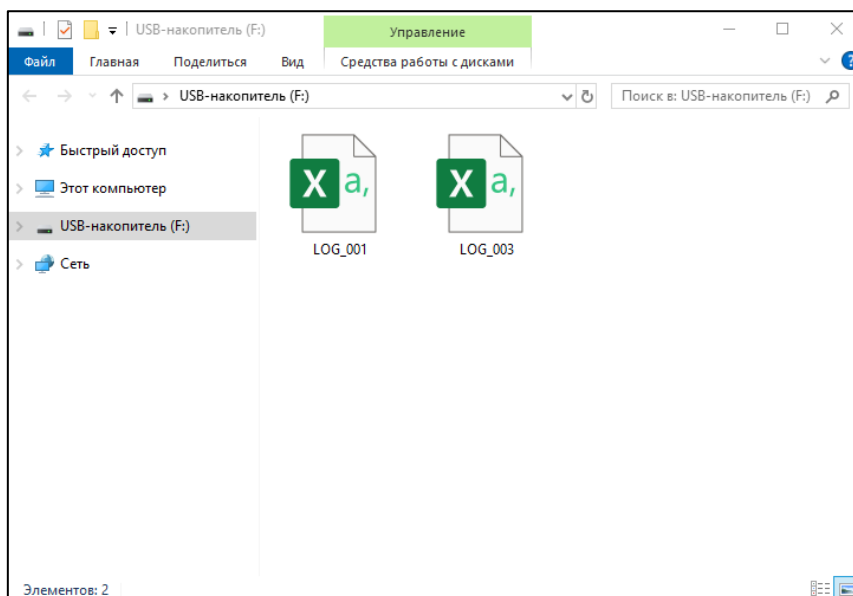 USB-накопитель (F:)
Управление
Файл
Главная
Поделиться
Вид
Средства работы с дисками
?
USB-накопитель (F:)
Поиск в: USB-накопитель (F:)
Быстрый доступ
Этот компьютер
USB-накопитель (F:)
Сеть
X a,
X a,
LOG_001
LOG_003
Элементов: 2